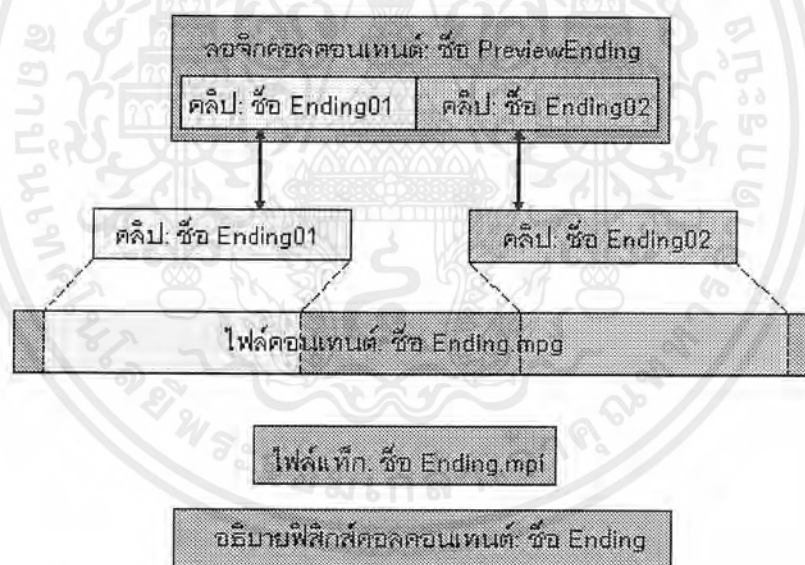 ลอจิกคอลคอนเทนต์: ชื่อ PreviewEnding
คลิป: ชื่อ Ending01 คลิป: ชื่อ Ending02
คลิป: ชื่อ Ending01 คลิป: ชื่อ Ending02
ไฟล์คอนเทนต์: ชื่อ Ending.mpg
ไฟล์แท็ก: ชื่อ Ending.mpi
อธิบายฟิสิกส์คอลคอนเทนต์: ชื่อ Ending